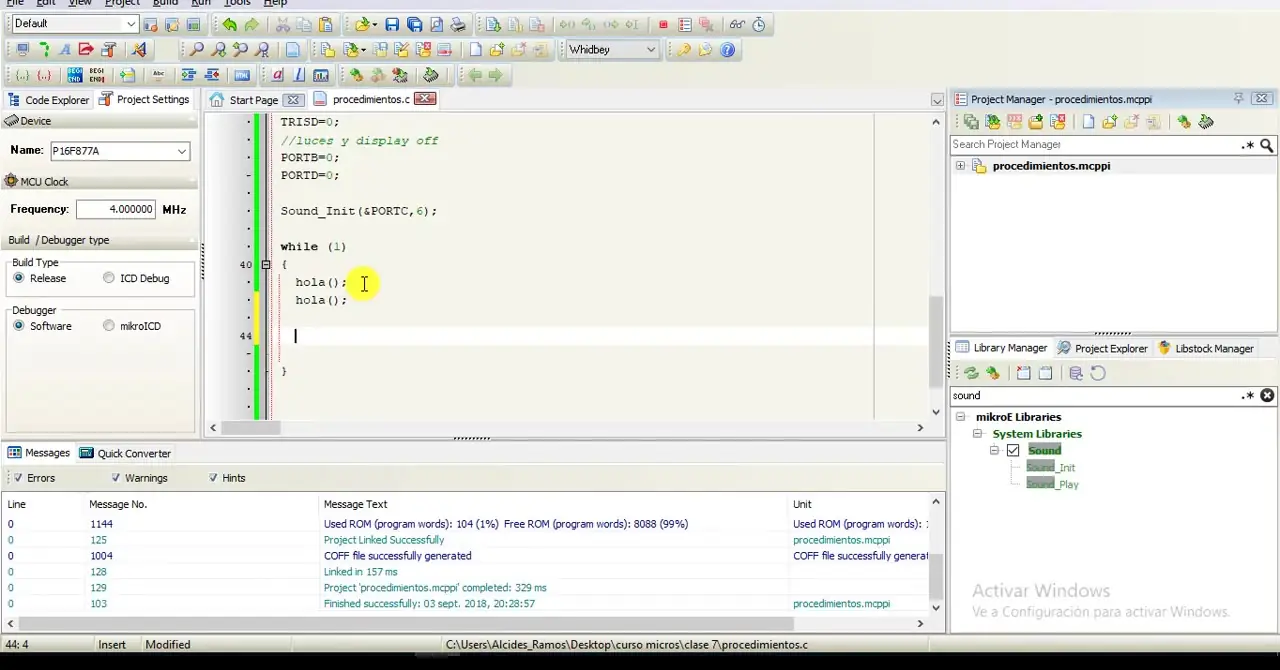 File Edit View Project Build Run Tools Help
Default
Whidbey
Code Explorer Project Settings
Start Page procedimientos.c
Device
Name: P16F877A
MCU Clock
Frequency: 4.000000 MHz
Build / Debugger type
Build Type
Release ICD Debug
Debugger
Software mikroICD
TRISD=0;
//luces y display off
PORTB=0;
PORTD=0;
Sound_Init(&PORTC,6);
while (1)
40 {
hola();
hola();
44
}
Project Manager - procedimientos.mcppi
Search Project Manager
procedimientos.mcppi
Library Manager Project Explorer Libstock Manager
sound
mikroE Libraries
System Libraries
Sound
Sound_Init
Sound_Play
Messages Quick Converter
Errors Warnings Hints
Line Message No. Message Text Unit
0 1144 Used ROM (program words): 104 (1%) Free ROM (program words): 8088 (99%) Used ROM (program words): 1
0 125 Project Linked Successfully procedimientos.mcppi
0 1004 COFF file successfully generated COFF file successfully generat
0 128 Linked in 157 ms
0 129 Project 'procedimientos.mcppi' completed: 329 ms
0 103 Finished successfully: 03 sept. 2018, 20:28:57 procedimientos.mcppi
Activar Windows
Ve a Configuración para activar Windows.
44: 4 Insert Modified C:\Users\Alcides_Ramos\Desktop\curso micros\clase 7\procedimientos.c